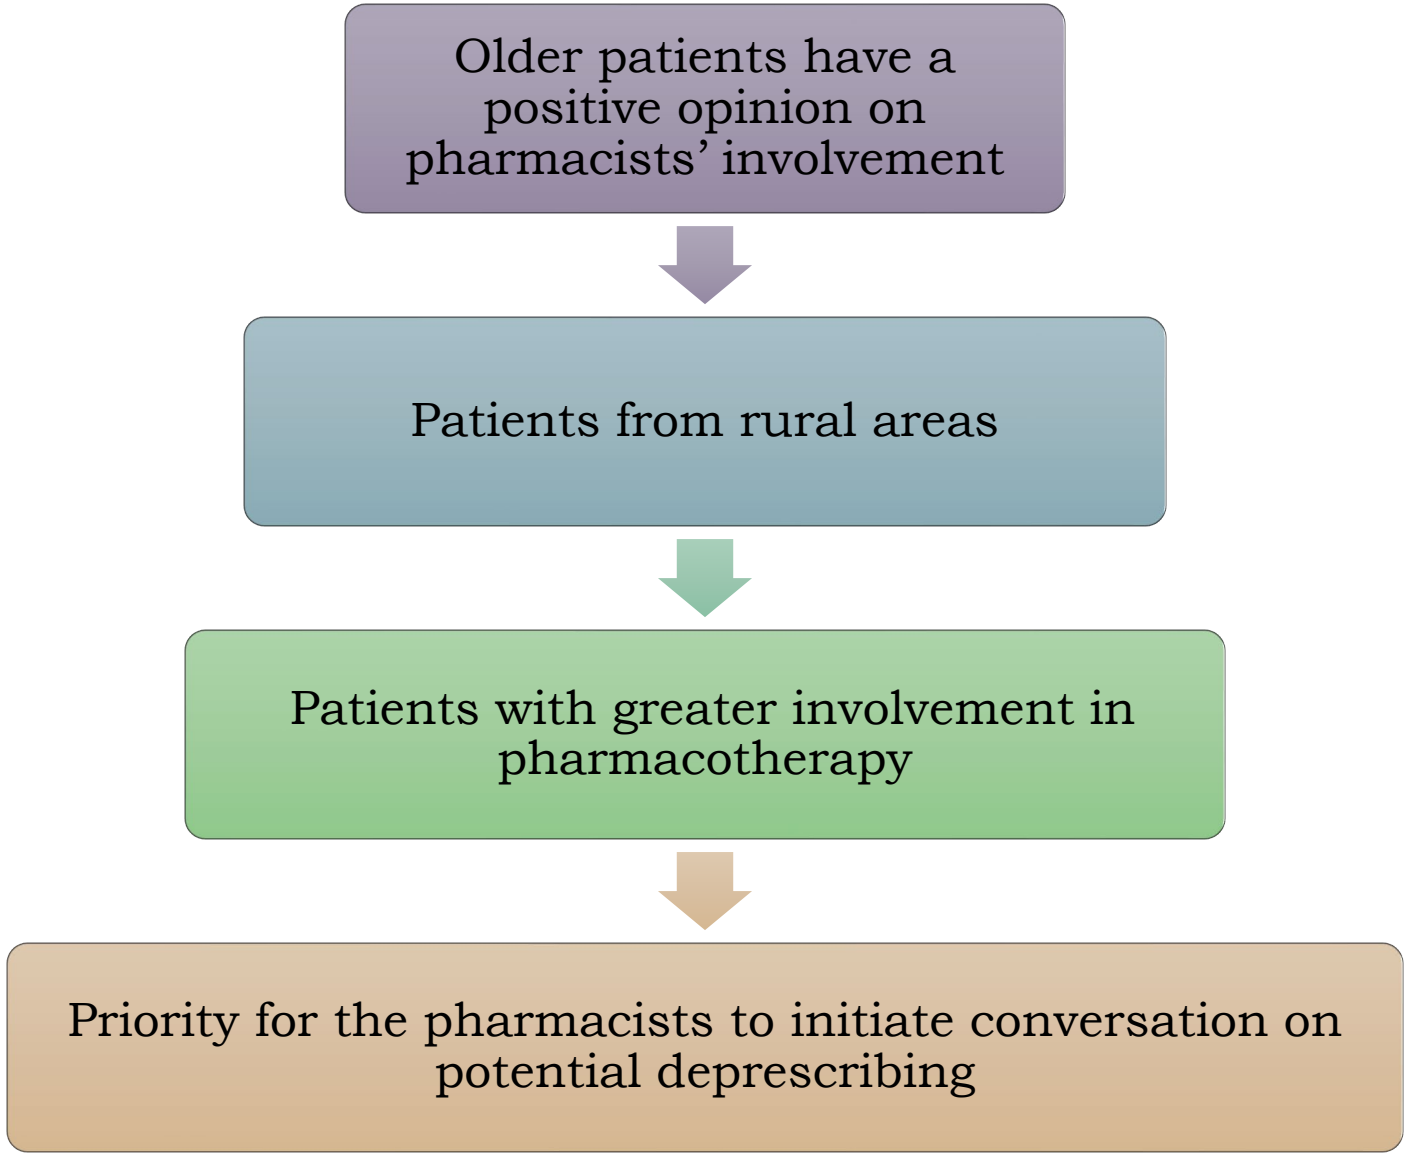 Older patients have a
positive opinion on
pharmacists’ involvement
Patients from rural areas
Patients with greater involvement in
pharmacotherapy
Priority for the pharmacists to initiate conversation on
potential deprescribing